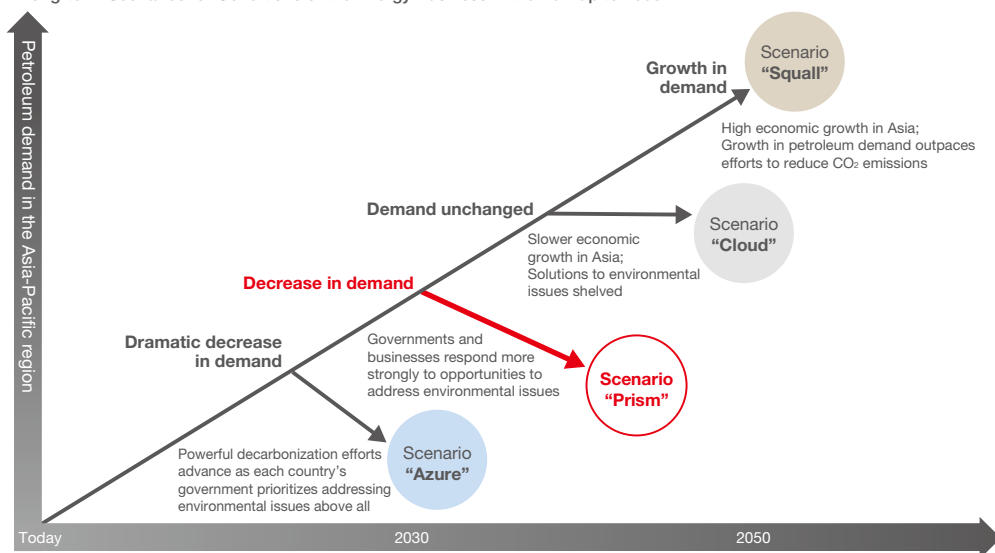 Petroleum demand in the Asia-Pacific region
Growth in
demand
Scenario
“Squall”
High economic growth in Asia;
Growth in petroleum demand outpaces
efforts to reduce CO₂ emissions
Demand unchanged
Scenario
“Cloud”
Slower economic
growth in Asia;
Solutions to environmental
issues shelved
Decrease in demand
Governments and
businesses respond more
strongly to opportunities to
address environmental issues
Scenario
“Prism”
Dramatic decrease
in demand
Powerful decarbonization efforts
advance as each country’s
government prioritizes addressing
environmental issues above all
Scenario
“Azure”
Today
2030
2050